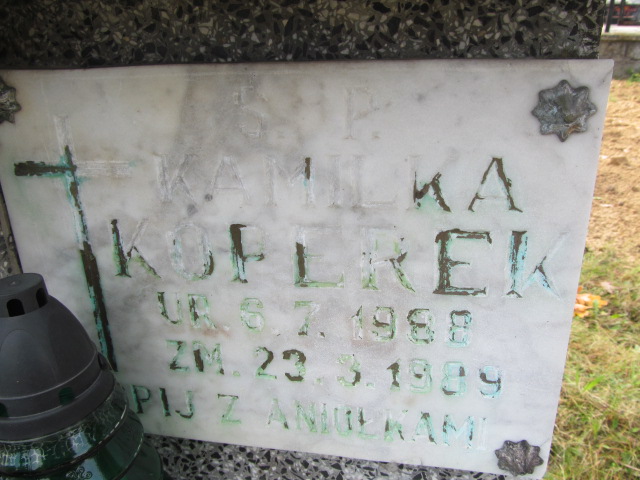 Ś. P.
KAMILKA
KOPEREK
UR. 6. 7. 1988
ZM. 23. 3. 1989
ŚPIJ Z ANIOŁKAMI